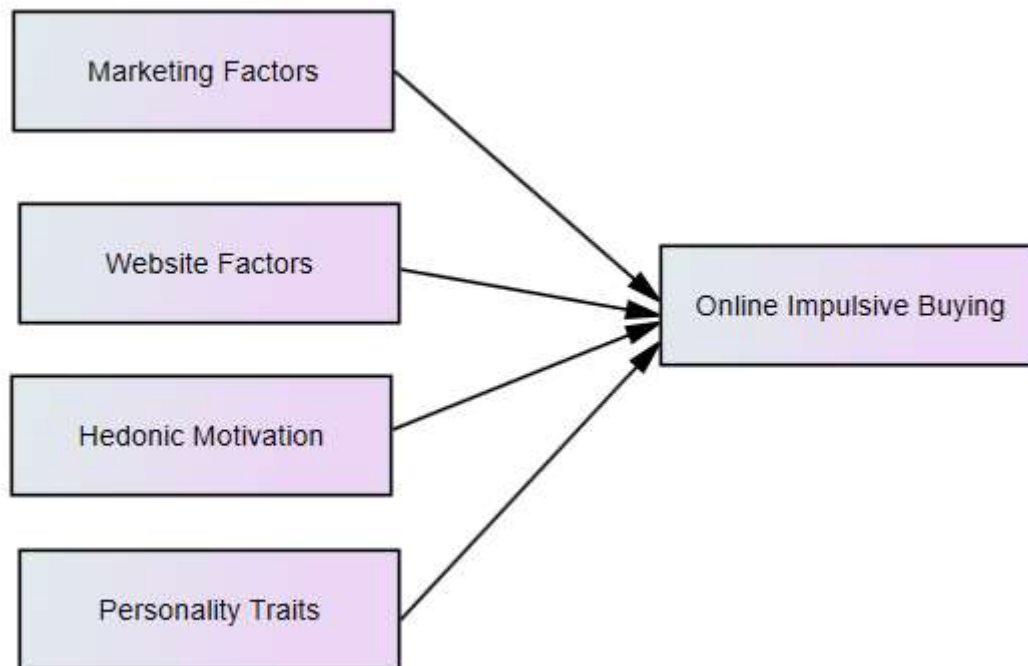 Marketing Factors
Website Factors
Online Impulsive Buying
Hedonic Motivation
Personality Traits